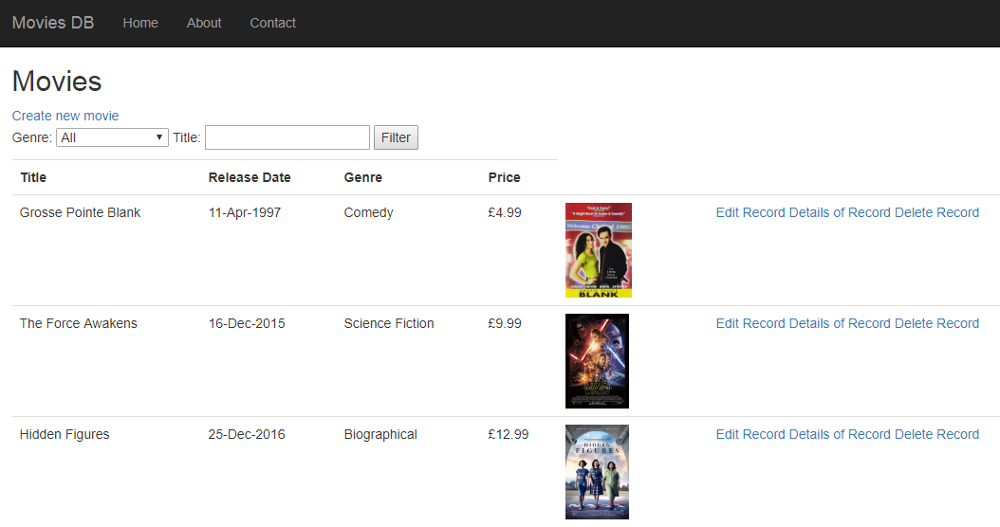 Movies DB Home About Contact
Movies
Create new movie
Genre: All Title: Filter
Title Release Date Genre Price
Grosse Pointe Blank 11-Apr-1997 Comedy £4.99 Edit Record Details of Record Delete Record
BLANK
The Force Awakens 16-Dec-2015 Science Fiction £9.99 Edit Record Details of Record Delete Record
Hidden Figures 25-Dec-2016 Biographical £12.99 Edit Record Details of Record Delete Record
HIDDEN
FIGURES